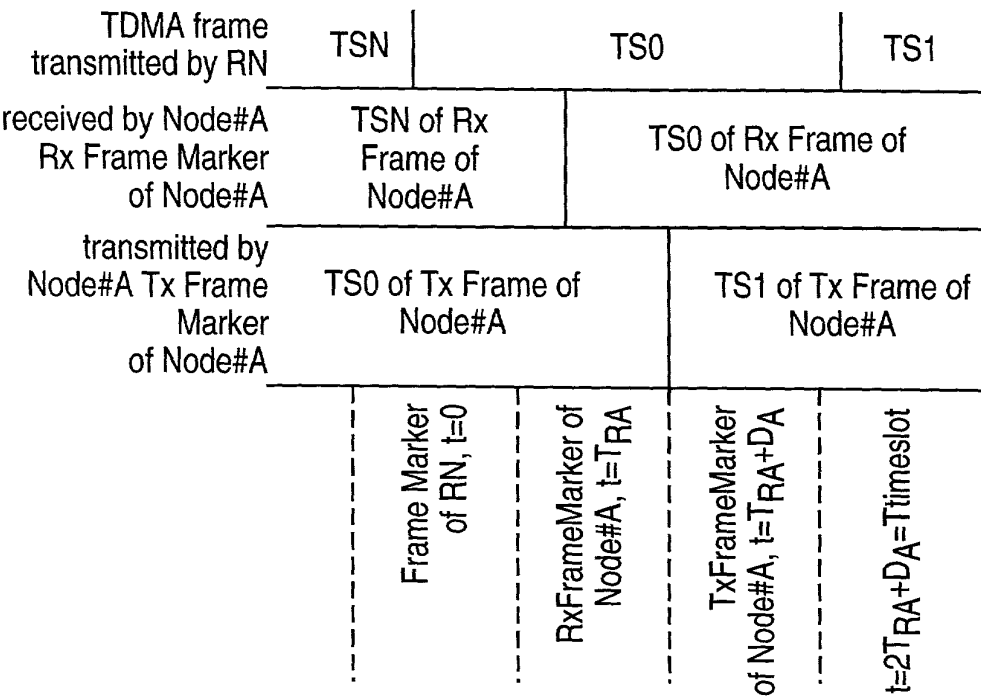 TDMA frame
transmitted by RN
TSN
TS0
TS1
received by Node#A
Rx Frame Marker
of Node#A
TSN of Rx
Frame of
Node#A
TS0 of Rx Frame of
Node#A
transmitted by
Node#A Tx Frame
Marker
of Node#A
TS0 of Tx Frame of
Node#A
TS1 of Tx Frame of
Node#A
Frame Marker
of RN, t=0
RxFrameMarker of
Node#A, t=TRA
TxFrameMarker
of Node#A, t=TRA+DA
t=2TRA+DA=Ttimeslot